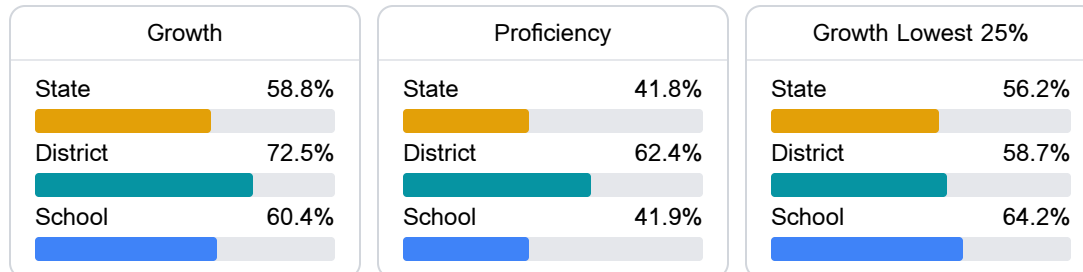 Growth
State 58.8%
District 72.5%
School 60.4%
Proficiency
State 41.8%
District 62.4%
School 41.9%
Growth Lowest 25%
State 56.2%
District 58.7%
School 64.2%